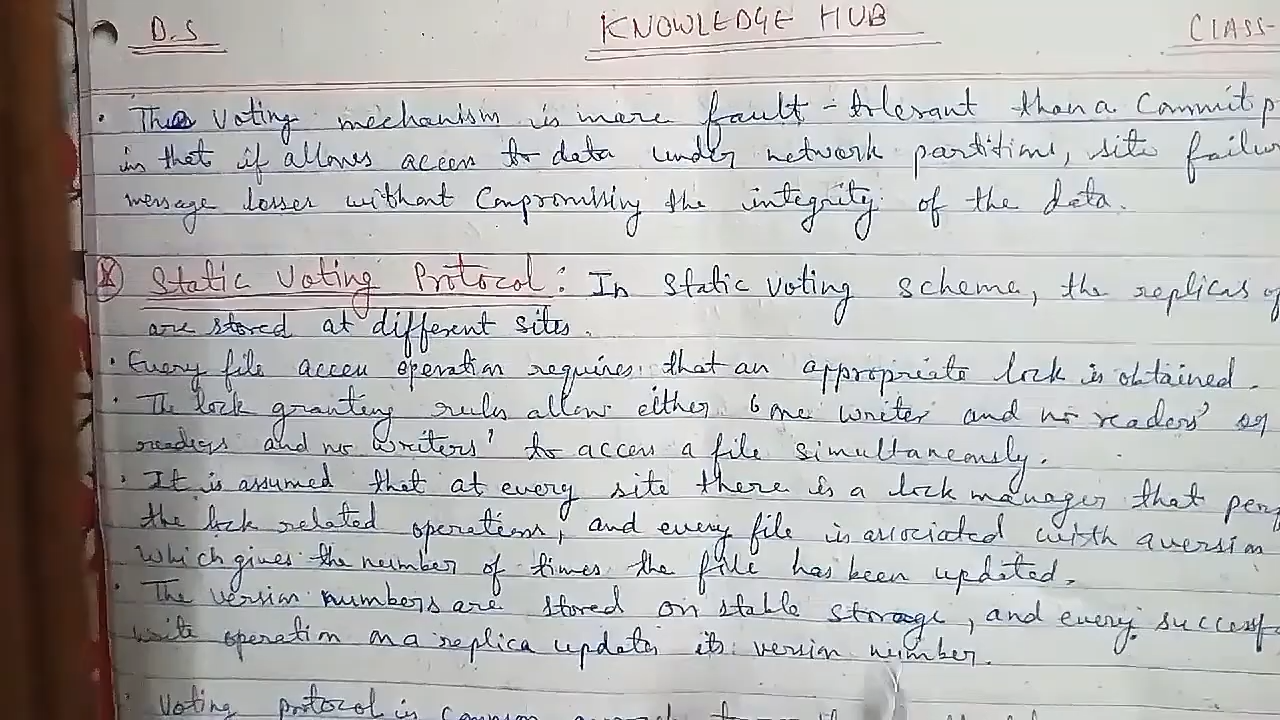 D.S KNOWLEDGE HUB CLASS-
• The Voting mechanism is more fault-tolerant than a Commit p
in that if allows access to data under network partitions, site failur
message losses without Compromising the integrity of the data.
Static Voting Protocol: In static voting scheme, the replicas of
are stored at different sites.
• Every file access operation requires that an appropriate lock is obtained.
• The lock granting rules allow either 'one writer and no readers' or
readers and no writers' to access a file simultaneously.
• It is assumed that at every site there is a lock manager that per
the lock related operations, and every file is associated with a version
which gives the number of times the file has been updated.
• The version numbers are stored on stable storage, and every successf
write operation on a replica updates its version number.
Voting protocol is common